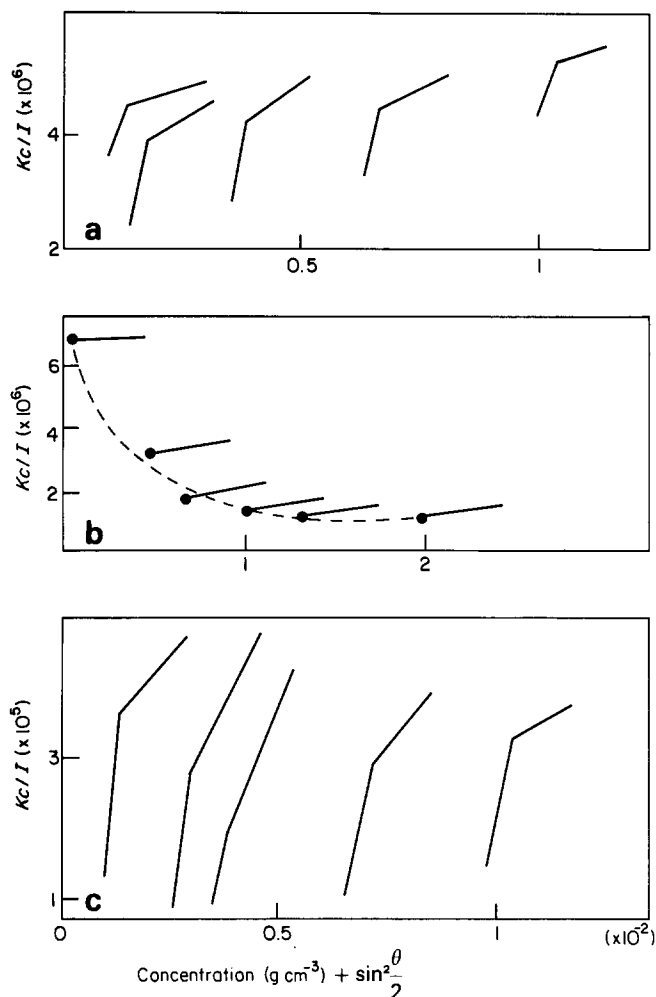 Kc/I (x10⁶)
4
2
a
0.5
1
Kc/I (x10⁶)
6
4
2
b
1
2
Kc/I (x10⁵)
3
1
c
0
0.5
1
(x10⁻²)
Concentration (g cm⁻³) + sin² θ/2